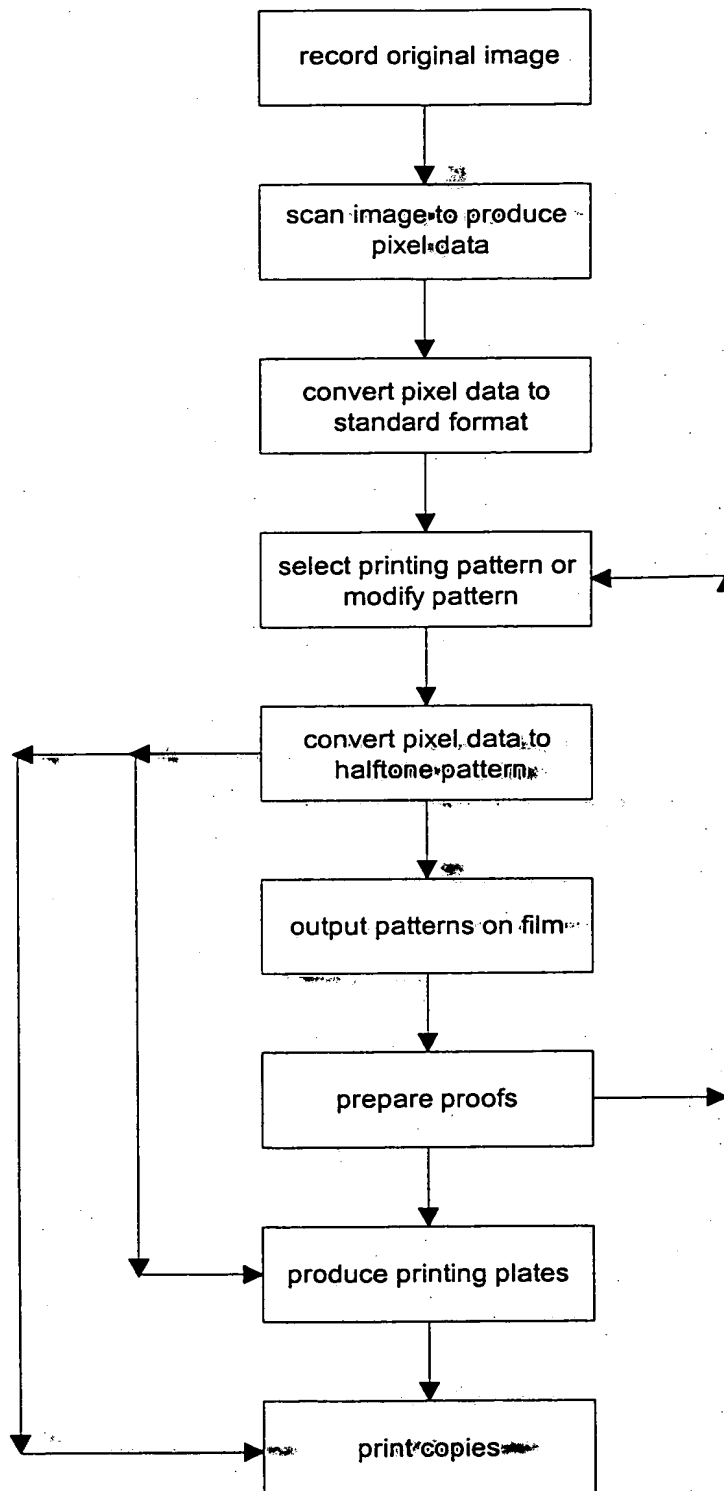 record original image
scan image to produce
pixel data
convert pixel data to
standard format
select printing pattern or
modify pattern
convert pixel data to
halftone pattern
output patterns on film
prepare proofs
produce printing plates
print copies